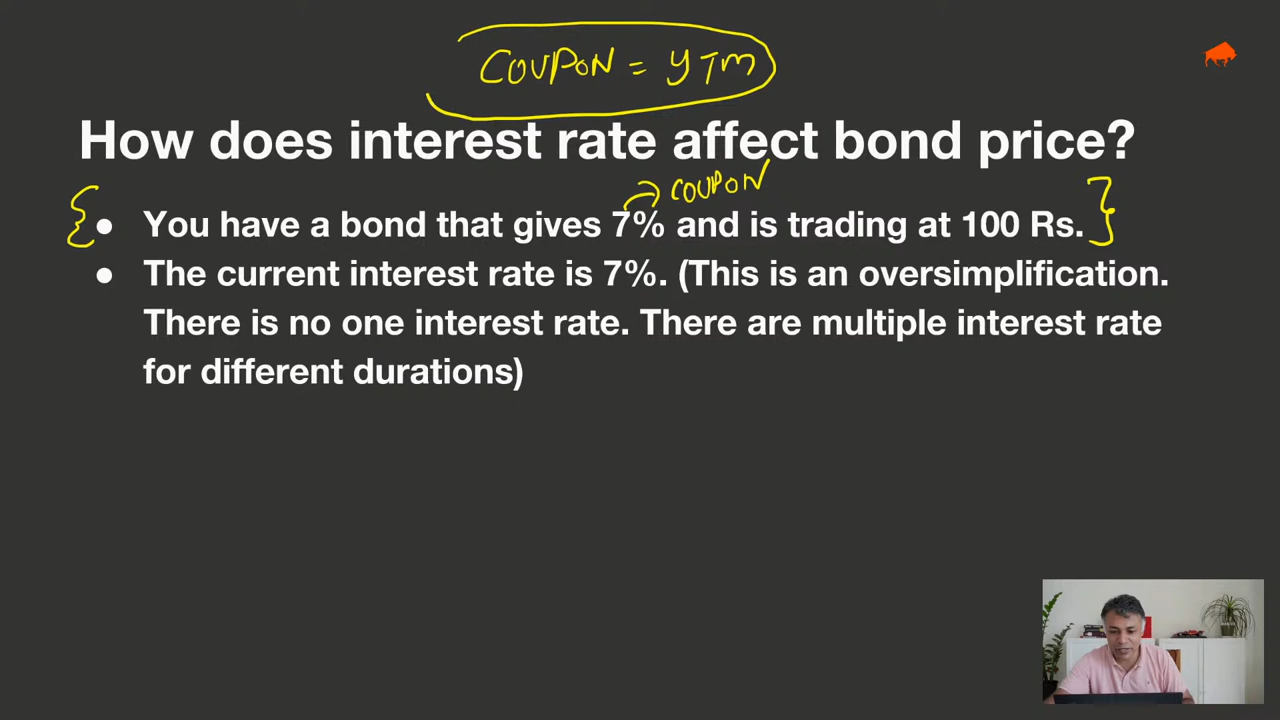 COUPON = YTM
How does interest rate affect bond price?
COUPON
• You have a bond that gives 7% and is trading at 100 Rs.
• The current interest rate is 7%. (This is an oversimplification.
There is no one interest rate. There are multiple interest rate
for different durations)